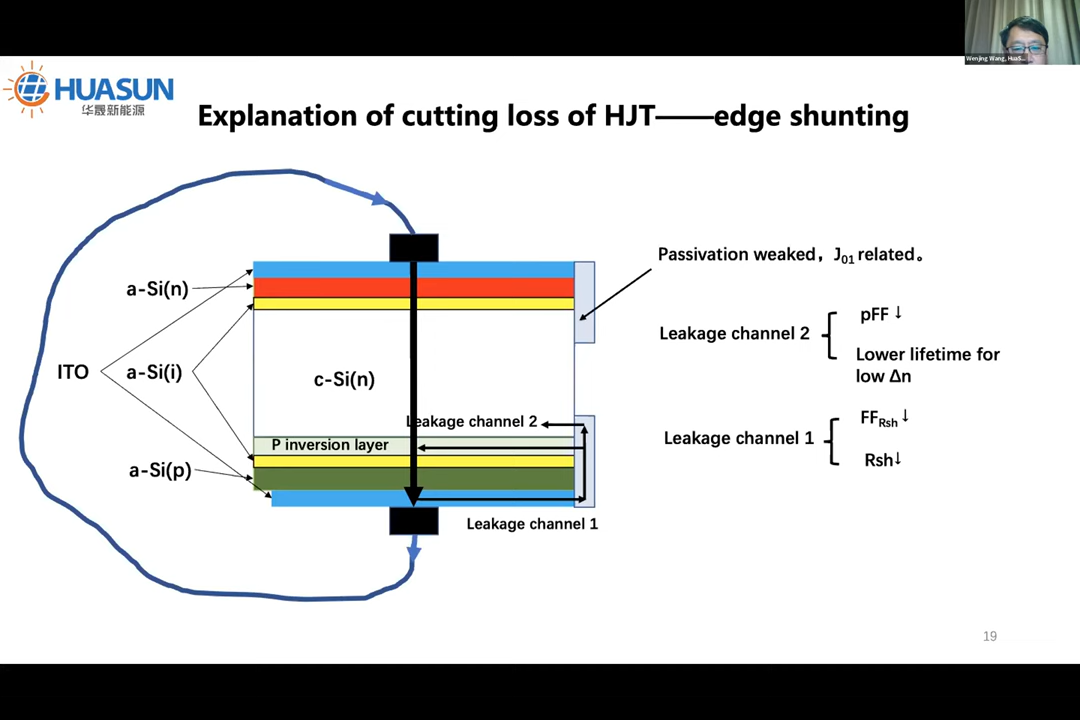 Wenjing Wang, HuaS...
HUASUN
华晟新能源
Explanation of cutting loss of HJT——edge shunting
a-Si(n)
ITO
a-Si(i)
a-Si(p)
c-Si(n)
P inversion layer
Leakage channel 2
Leakage channel 1
Passivation weaked，J01 related。
Leakage channel 2
pFF↓
Lower lifetime for
low Δn
Leakage channel 1
FFRsh↓
Rsh↓
19